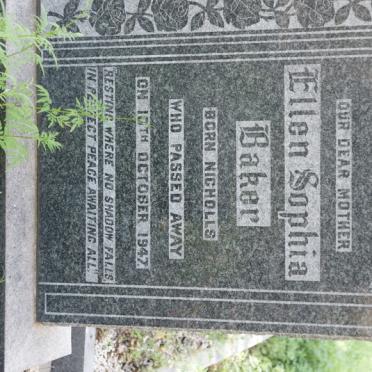 OUR DEAR MOTHER
Ellen Sophia
Baker
BORN NICHOLLS
WHO PASSED AWAY
ON 10TH OCTOBER 1947
RESTING WHERE NO SHADOW FALLS
IN PERFECT PEACE AWAITING ALL.